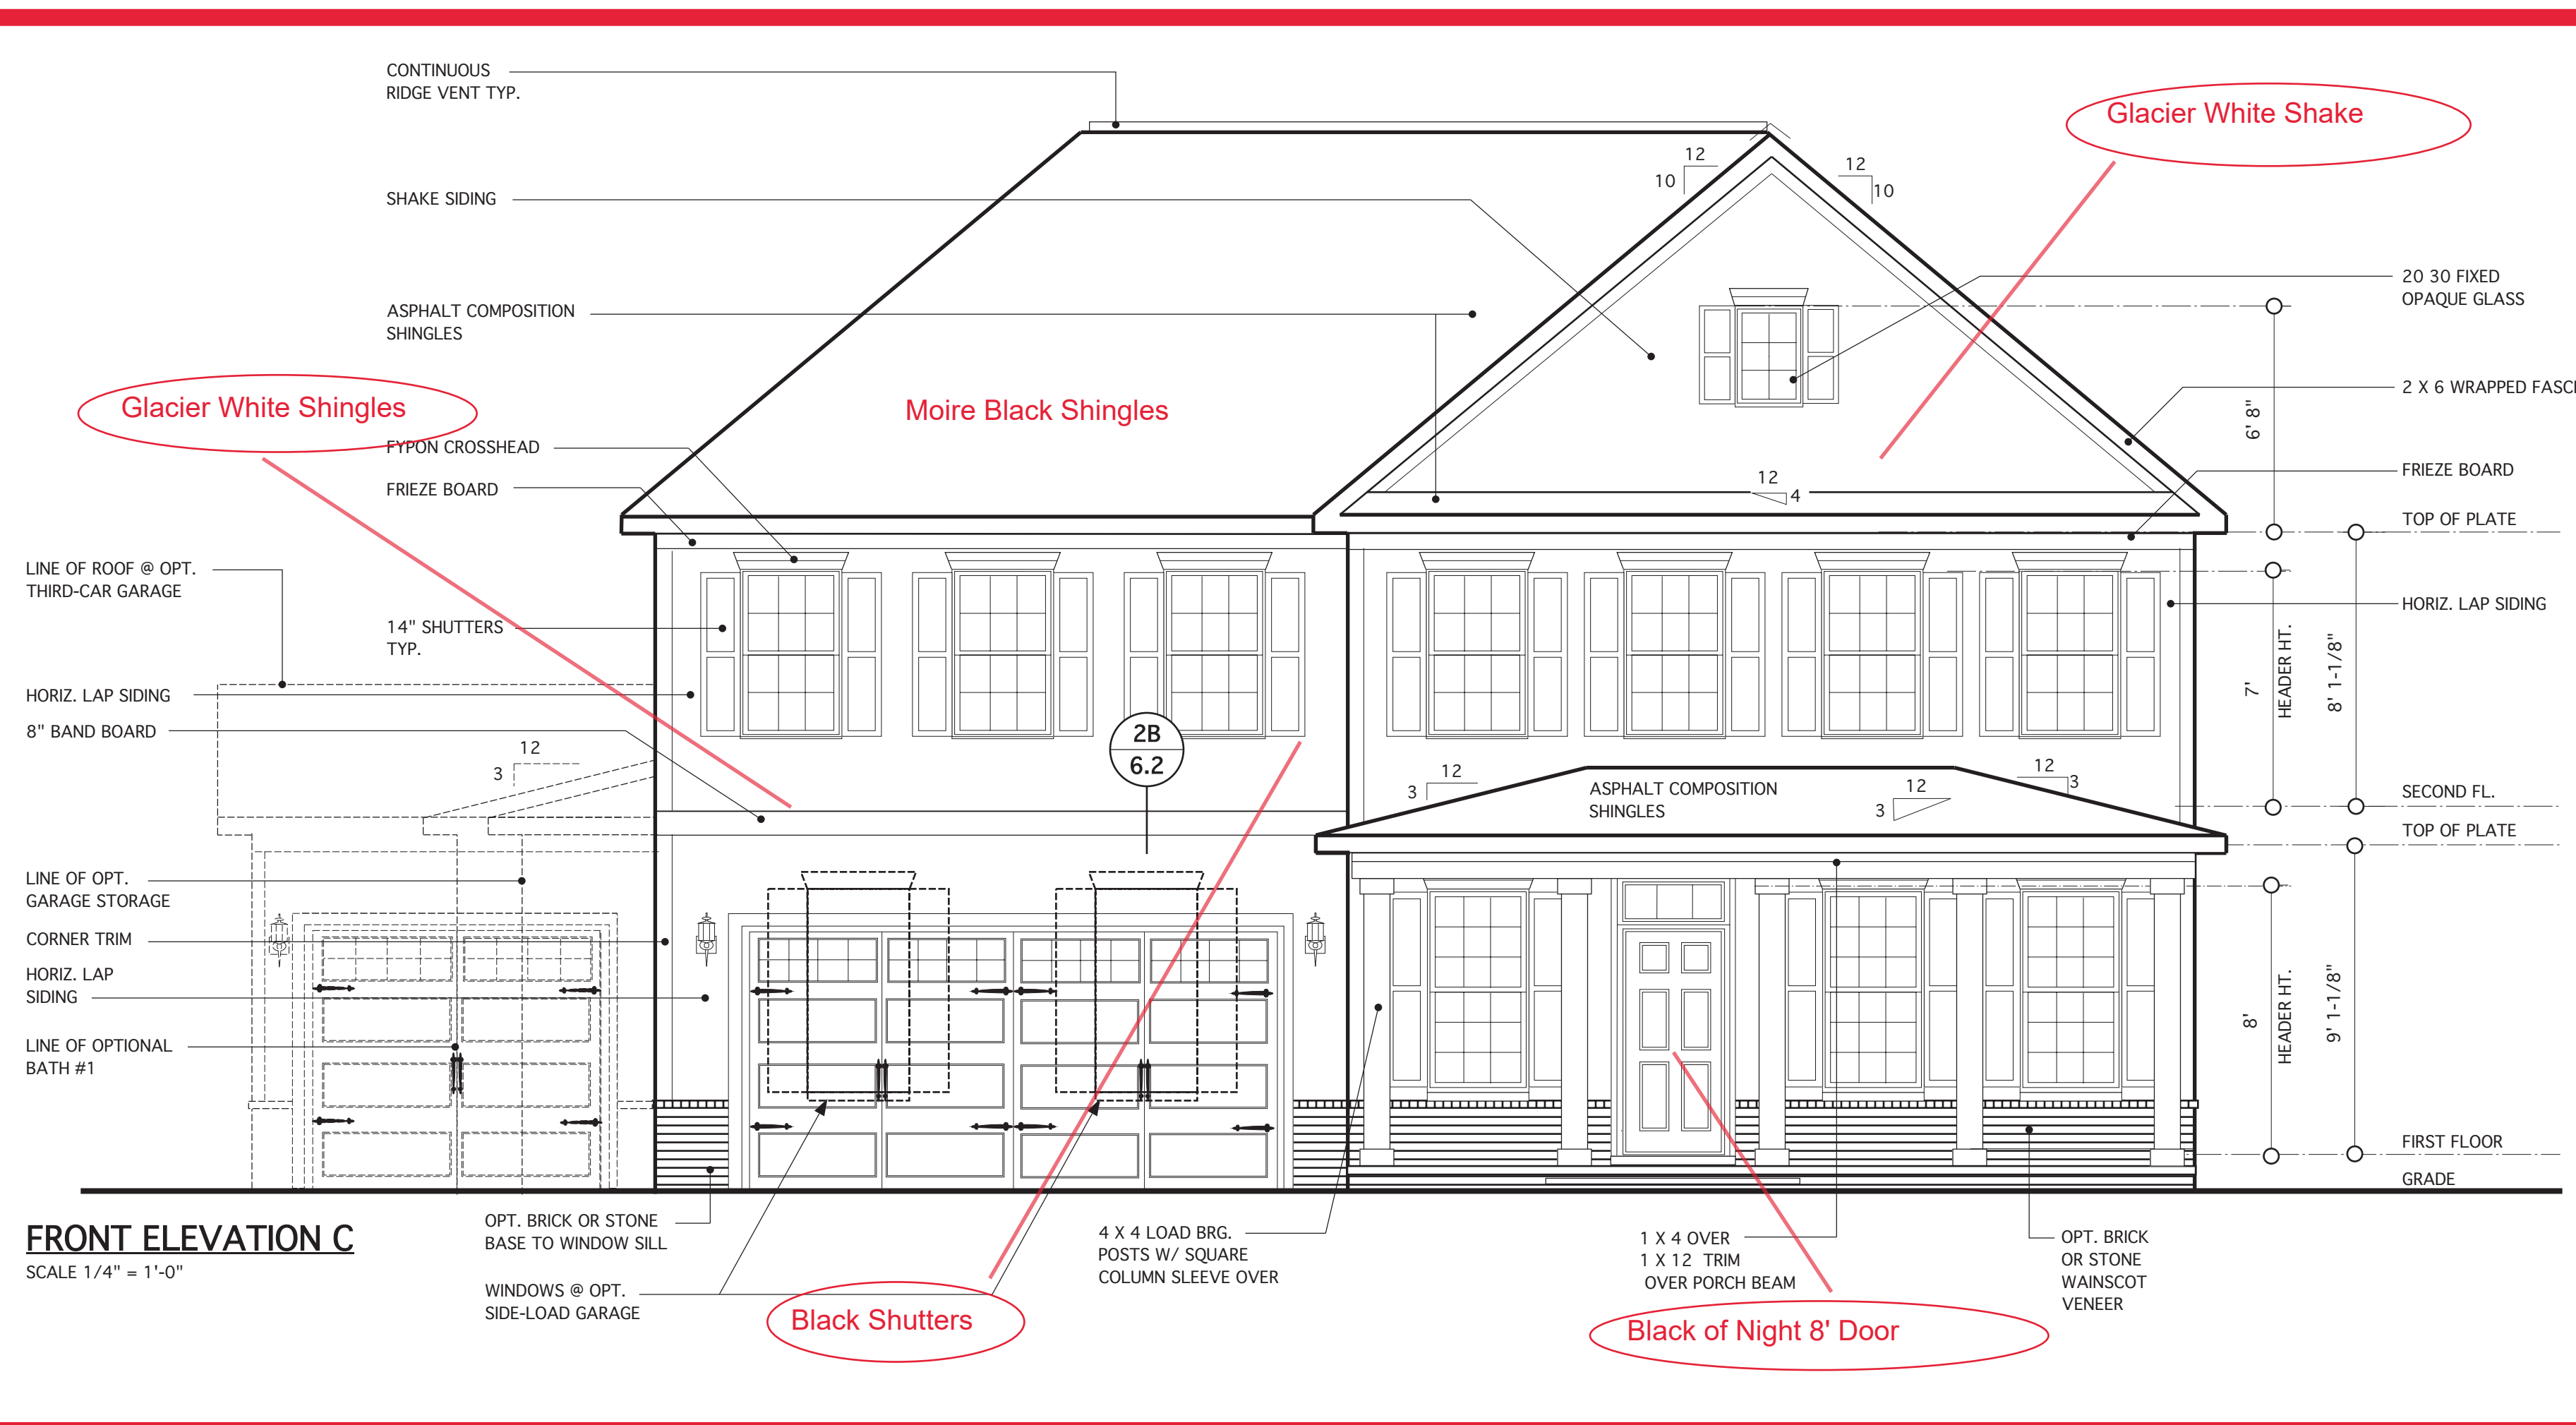 CONTINUOUS
RIDGE VENT TYP.
Glacier White Shake
12
10
12
10
SHAKE SIDING
20 30 FIXED
OPAQUE GLASS
ASPHALT COMPOSITION
SHINGLES
2 X 6 WRAPPED
6' 8"
Glacier White Shingles
Moire Black Shingles
FYPON CROSSHEAD
FRIEZE BOARD
FRIEZE BOARD
12
4
TOP OF PLATE
LINE OF ROOF @ OPT.
THIRD-CAR GARAGE
HORIZ. LAP SIDING
14" SHUTTERS
TYP.
7'
HEADER HT.
8' 1-1/8"
HORIZ. LAP SIDING
8" BAND BOARD
2B
6.2
12
3
12
3
ASPHALT COMPOSITION
SHINGLES
12
3
12
3
SECOND FL.
TOP OF PLATE
LINE OF OPT.
GARAGE STORAGE
CORNER TRIM
HORIZ. LAP
SIDING
8'
HEADER HT.
9' 1-1/8"
LINE OF OPTIONAL
BATH #1
FIRST FLOOR
GRADE
FRONT ELEVATION C
SCALE 1/4" = 1'-0"
OPT. BRICK OR STONE
BASE TO WINDOW SILL
WINDOWS @ OPT.
SIDE-LOAD GARAGE
Black Shutters
4 X 4 LOAD BRG.
POSTS W/ SQUARE
COLUMN SLEEVE OVER
1 X 4 OVER
1 X 12 TRIM
OVER PORCH BEAM
Black of Night 8' Door
OPT. BRICK
OR STONE
WAINSCOT
VENEER